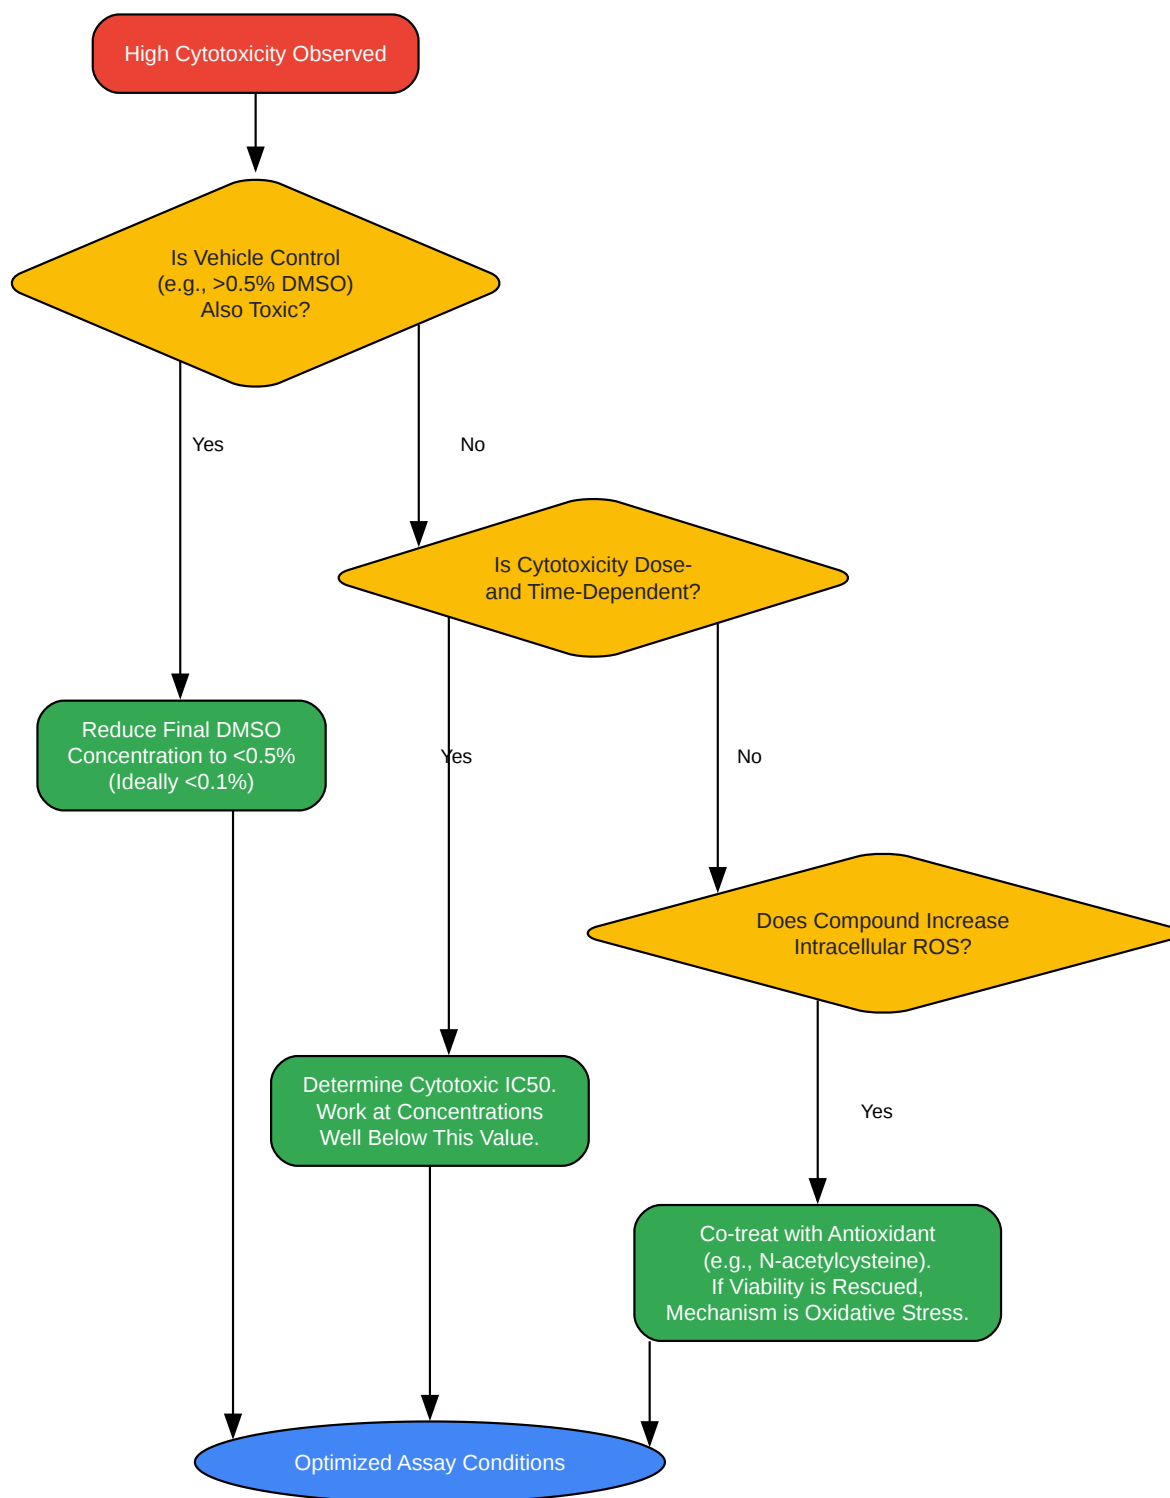 High Cytotoxicity Observed
Is Vehicle Control
(e.g., >0.5% DMSO)
Also Toxic?
Yes
No
Is Cytotoxicity Dose-
and Time-Dependent?
Reduce Final DMSO
Concentration to <0.5%
(Ideally <0.1%)
Yes
No
Does Compound Increase
Intracellular ROS?
Determine Cytotoxic IC50.
Work at Concentrations
Well Below This Value.
Yes
Co-treat with Antioxidant
(e.g., N-acetylcysteine).
If Viability is Rescued,
Mechanism is Oxidative Stress.
Optimized Assay Conditions